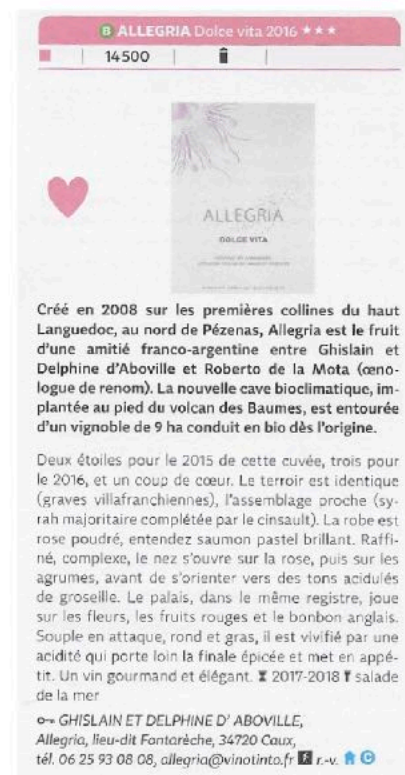 B ALLEGRIA Dolce vita 2016 ★★★
14500
ALLEGRIA
DOLCE VITA
Créé en 2008 sur les premières collines du haut
Languedoc, au nord de Pézenas, Allegria est le fruit
d'une amitié franco-argentine entre Ghislain et
Delphine d'Aboville et Roberto de la Mota (œno-
logue de renom). La nouvelle cave bioclimatique, im-
plantée au pied du volcan des Baumes, est entourée
d'un vignoble de 9 ha conduit en bio dès l'origine.
Deux étoiles pour le 2015 de cette cuvée, trois pour
le 2016, et un coup de cœur. Le terroir est identique
(graves villafranchiennes), l'assemblage proche (sy-
rah majoritaire complétée par le cinsault). La robe est
rose poudré, entendez saumon pastel brillant. Raffi-
né, complexe, le nez s'ouvre sur la rose, puis sur les
agrumes, avant de s'orienter vers des tons acidulés
de groseille. Le palais, dans le même registre, joue
sur les fleurs, les fruits rouges et le bonbon anglais.
Souple en attaque, rond et gras, il est vivifié par une
acidité qui porte loin la finale épicée et met en appé-
tit. Un vin gourmand et élégant. 2017-2018 salade
de la mer
GHISLAIN ET DELPHINE D' ABOVILLE,
Allegria, lieu-dit Fontarèche, 34720 Caux,
tél. 06 25 93 08 08, allegria@vinotinto.fr f r.-v. C